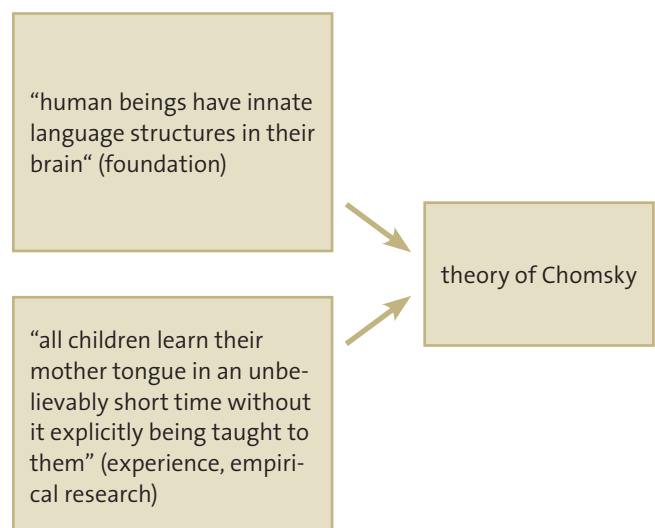 “human beings have innate
language structures in their
brain“ (foundation)
theory of Chomsky
“all children learn their
mother tongue in an unbe-
lievably short time without
it explicitly being taught to
them” (experience, empiri-
cal research)